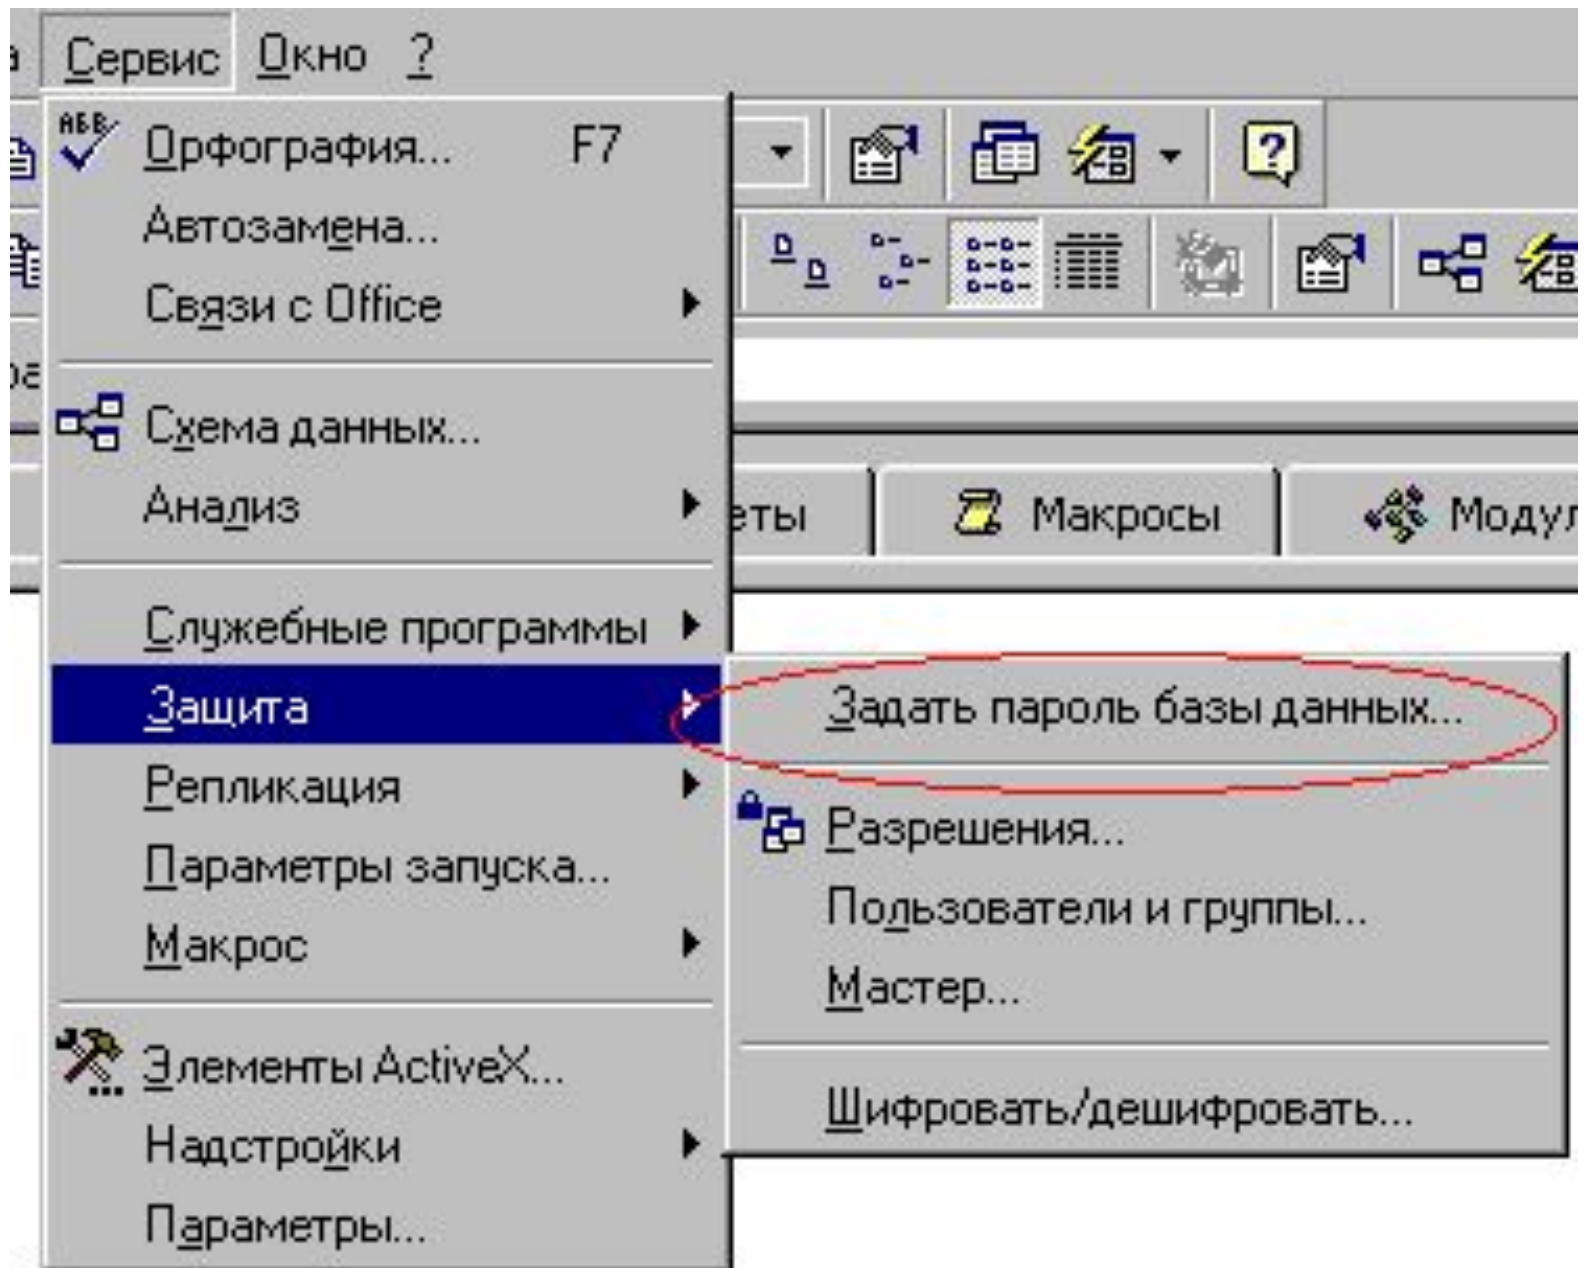 Сервис Окно ?
АБВ
Орфография... F7
Автозамена...
Связи с Office
Схема данных...
Анализ
Макросы
Служебные программы
Защита
Задать пароль базы данных...
Репликация
Разрешения...
Параметры запуска...
Пользователи и группы...
Макрос
Мастер...
Элементы ActiveX...
Шифровать/дешифровать...
Надстройки
Параметры...